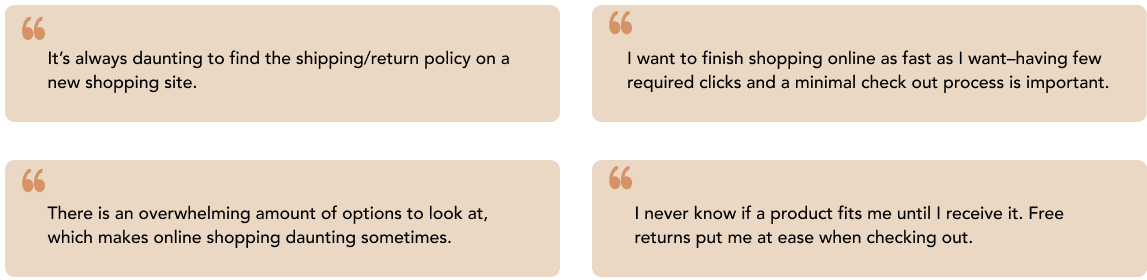 “
It’s always daunting to find the shipping/return policy on a
new shopping site.
“
I want to finish shopping online as fast as I want–having few
required clicks and a minimal check out process is important.
“
There is an overwhelming amount of options to look at,
which makes online shopping daunting sometimes.
“
I never know if a product fits me until I receive it. Free
returns put me at ease when checking out.